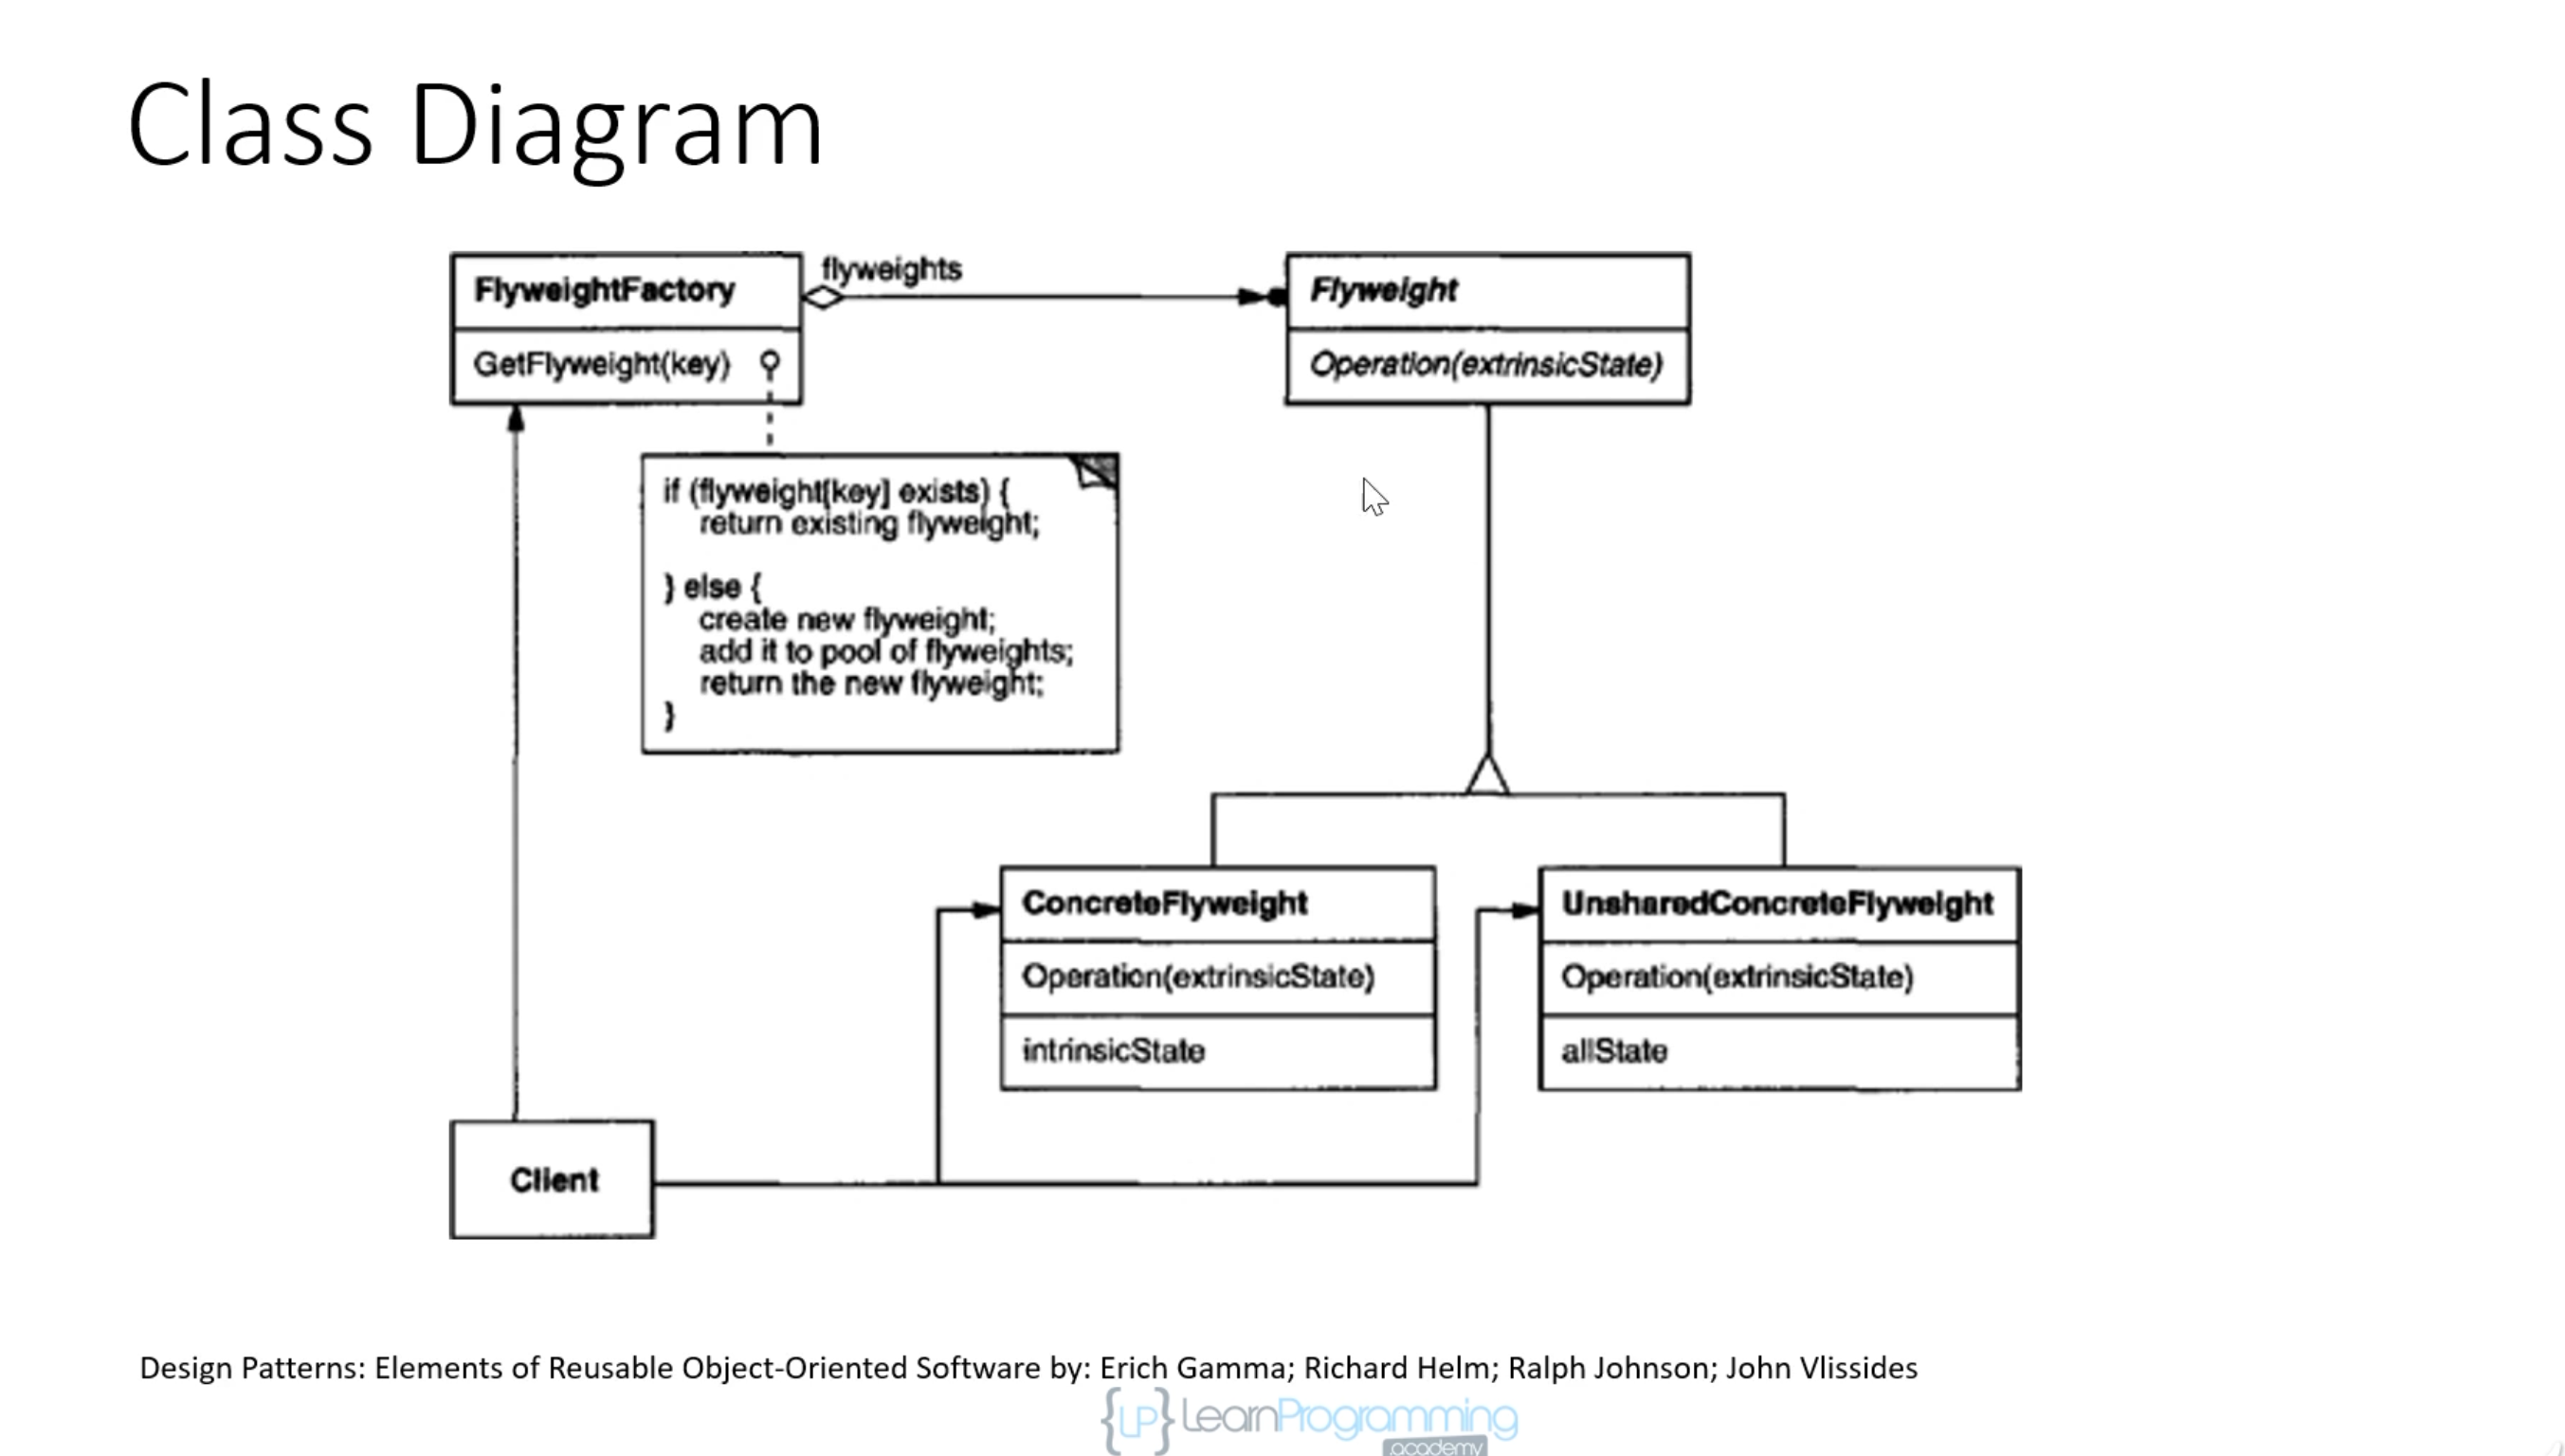 Class Diagram
FlyweightFactory
flyweights
Flyweight
GetFlyweight(key)
Operation(extrinsicState)
if (flyweight[key] exists) {
return existing flyweight;
} else {
create new flyweight;
add it to pool of flyweights;
return the new flyweight;
}
ConcreteFlyweight
Operation(extrinsicState)
intrinsicState
UnsharedConcreteFlyweight
Operation(extrinsicState)
allState
Client
Design Patterns: Elements of Reusable Object-Oriented Software by: Erich Gamma; Richard Helm; Ralph Johnson; John Vlissides
{LP} LearnProgramming
.academy